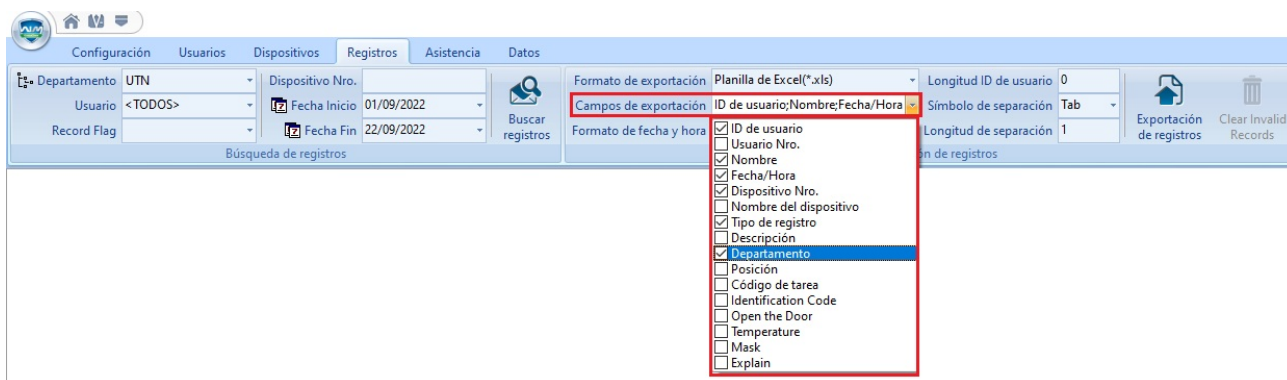 AIM
Configuración Usuarios Dispositivos Registros Asistencia Datos
Departamento UTN Dispositivo Nro. Formato de exportación Planilla de Excel(*.xls) Longitud ID de usuario 0
Usuario <TODOS> Fecha Inicio 01/09/2022 Campos de exportación ID de usuario;Nombre;Fecha/Hora Símbolo de separación Tab
Record Flag Fecha Fin 22/09/2022 Formato de fecha y hora Longitud de separación 1
Buscar registros
Exportación de registros
Clear Invalid Records
Búsqueda de registros
ón de registros
ID de usuario
Usuario Nro.
Nombre
Fecha/Hora
Dispositivo Nro.
Nombre del dispositivo
Tipo de registro
Descripción
Departamento
Posición
Código de tarea
Identification Code
Open the Door
Temperature
Mask
Explain